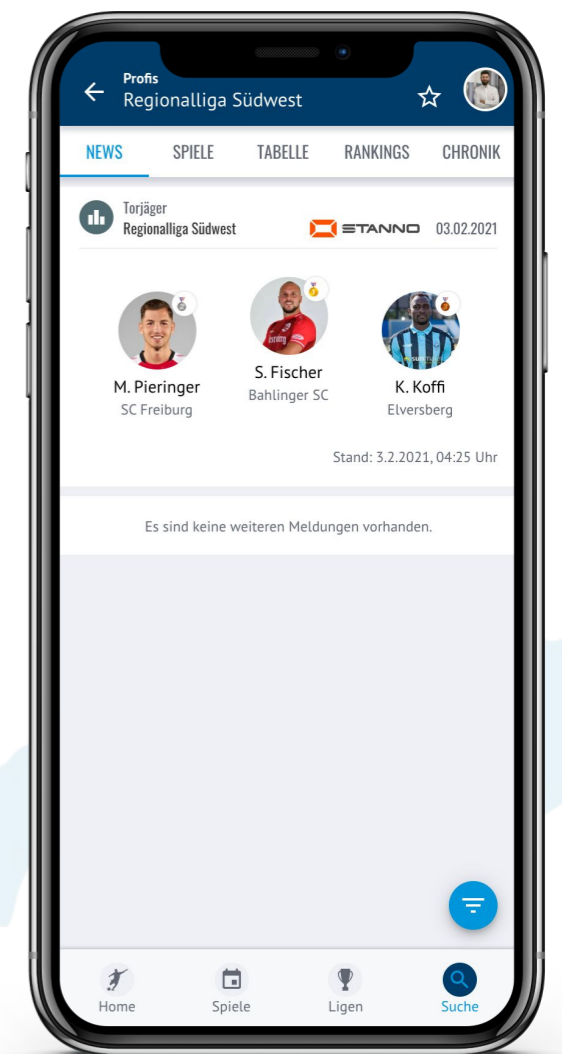 Profis
Regionalliga Südwest
NEWS SPIELE TABELLE RANKINGS CHRONIK
Torjäger
Regionalliga Südwest
STANNO 03.02.2021
M. Pieringer
SC Freiburg
S. Fischer
Bahlinger SC
K. Koffi
Elversberg
Stand: 3.2.2021, 04:25 Uhr
Es sind keine weiteren Meldungen vorhanden.
Home Spiele Ligen Suche